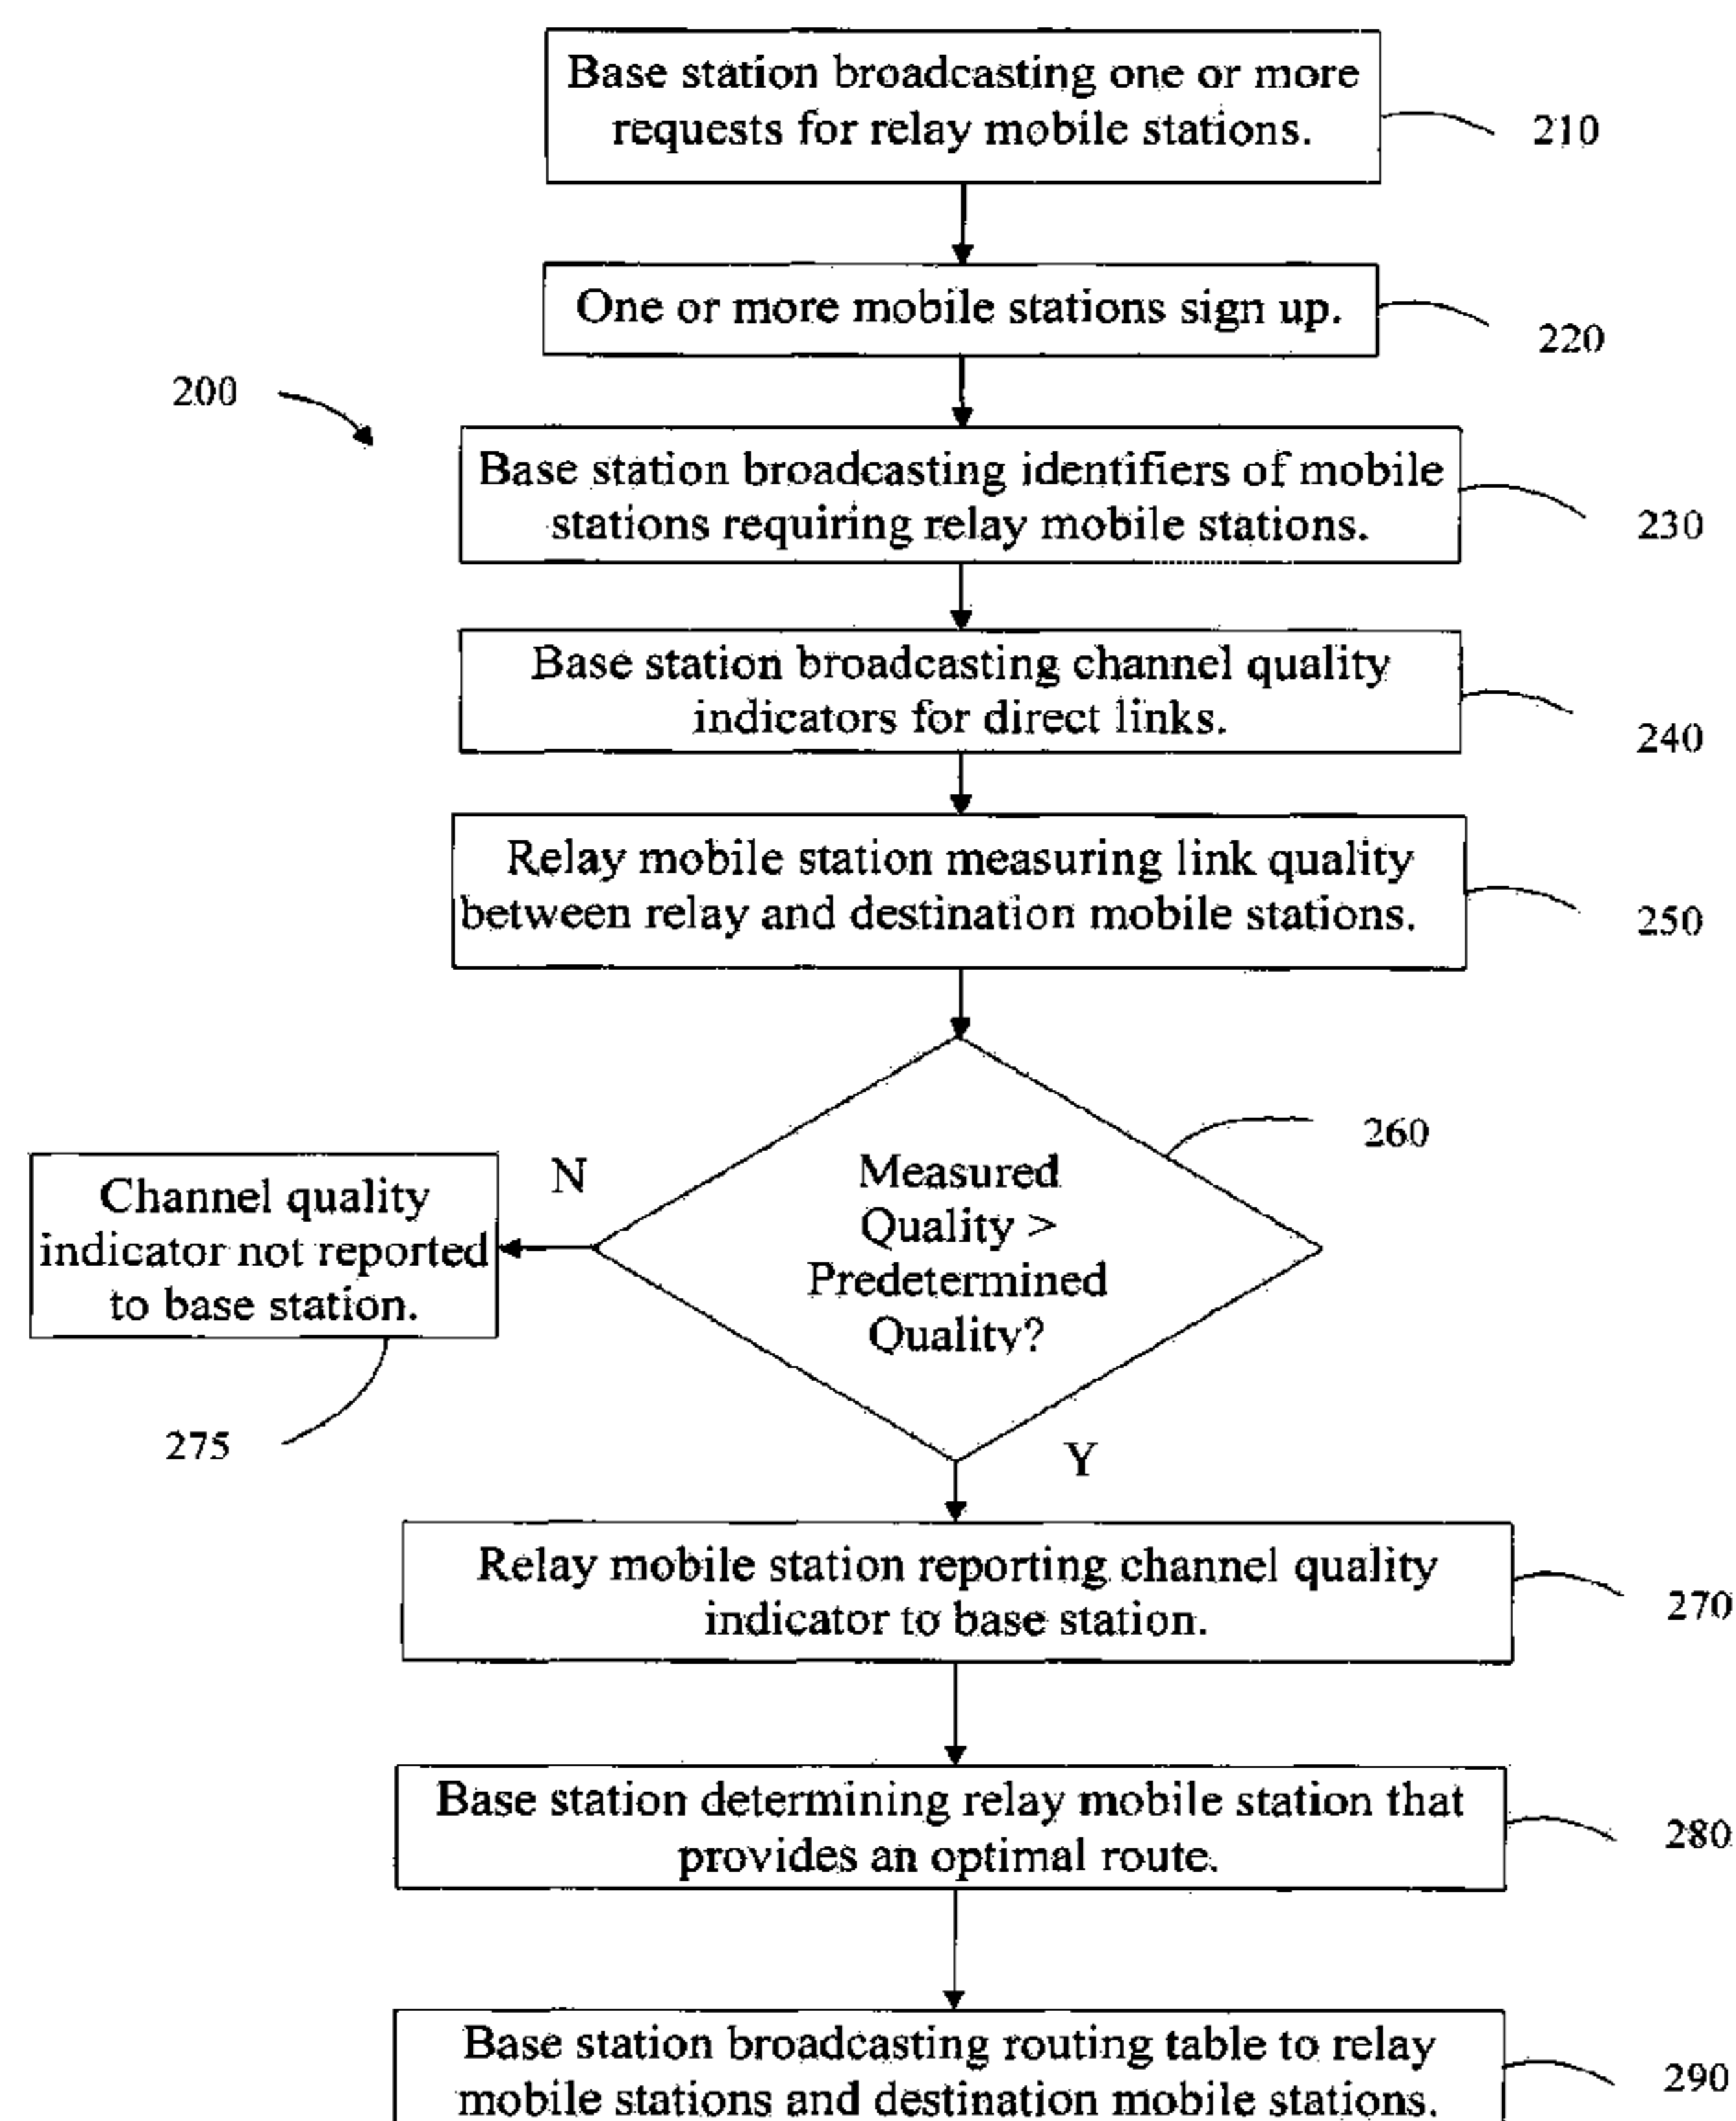 Base station broadcasting one or more
requests for relay mobile stations.
210
One or more mobile stations sign up.
220
200
Base station broadcasting identifiers of mobile
stations requiring relay mobile stations.
230
Base station broadcasting channel quality
indicators for direct links.
240
Relay mobile station measuring link quality
between relay and destination mobile stations.
250
260
Measured
Quality >
Predetermined
Quality?
N
Channel quality
indicator not reported
to base station.
275
Y
Relay mobile station reporting channel quality
indicator to base station.
270
Base station determining relay mobile station that
provides an optimal route.
280
Base station broadcasting routing table to relay
mobile stations and destination mobile stations.
290